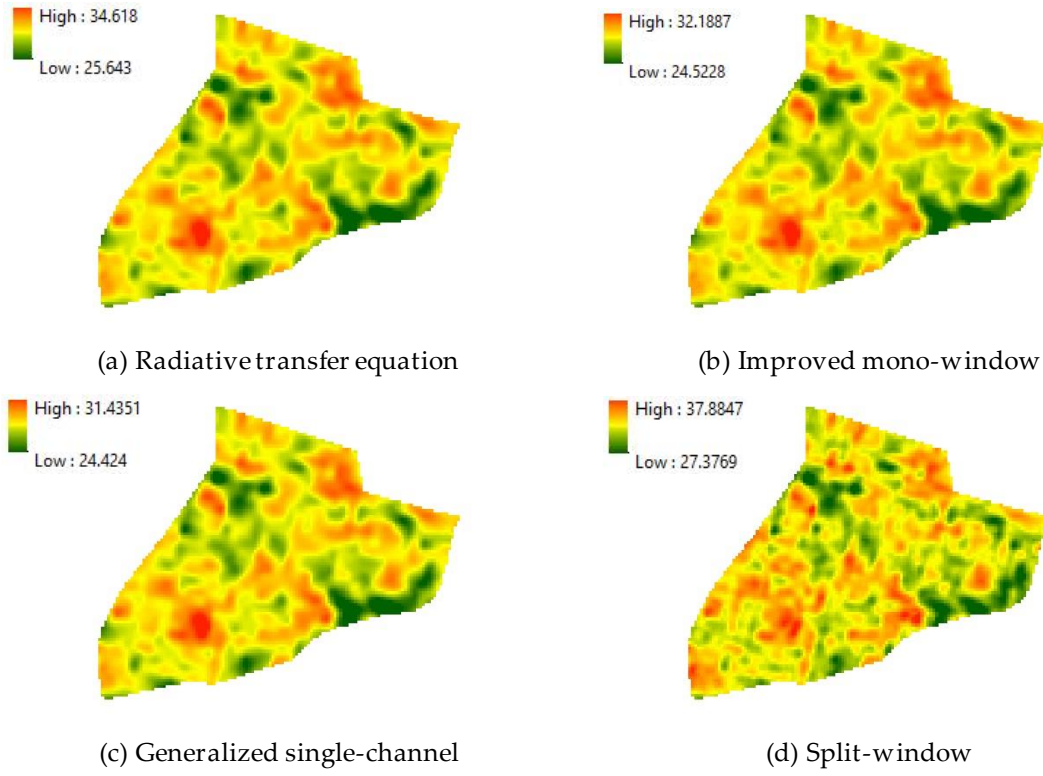 High : 34.618
Low : 25.643
High : 32.1887
Low : 24.5228
(a) Radiative transfer equation
(b) Improved mono-window
High : 31.4351
Low : 24.424
High : 37.8847
Low : 27.3769
(c) Generalized single-channel
(d) Split-window